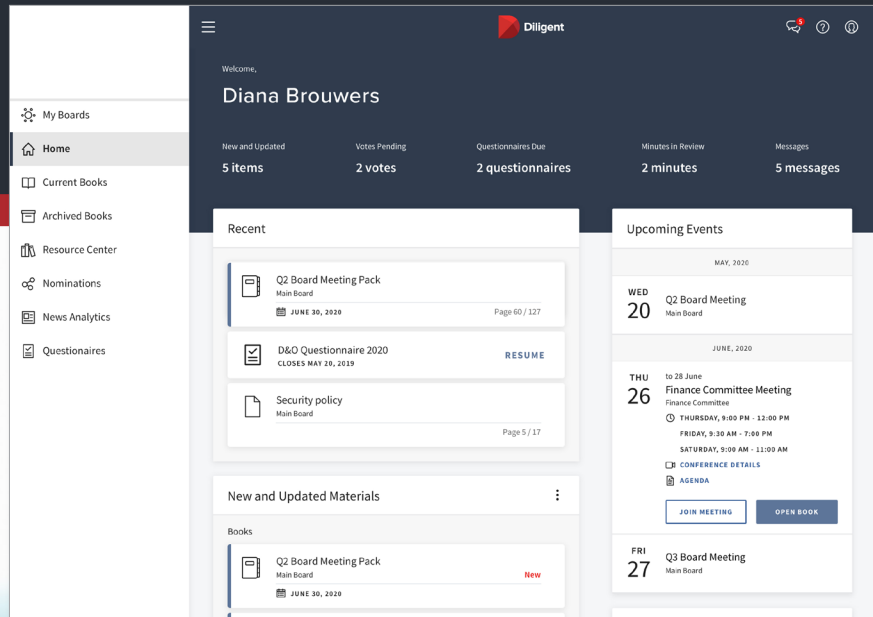 Diligent
5
Welcome,
Diana Brouwers
New and Updated
5 items
Votes Pending
2 votes
Questionnaires Due
2 questionnaires
Minutes in Review
2 minutes
Messages
5 messages
My Boards
Home
Current Books
Archived Books
Resource Center
Nominations
News Analytics
Questionaires
Recent
Q2 Board Meeting Pack
Main Board
JUNE 30, 2020
Page 60 / 127
D&O Questionnaire 2020
CLOSES MAY 20, 2019
RESUME
Security policy
Main Board
Page 5 / 17
New and Updated Materials
Books
Q2 Board Meeting Pack
Main Board
New
JUNE 30, 2020
Upcoming Events
MAY, 2020
WED
20
Q2 Board Meeting
Main Board
JUNE, 2020
THU
26
to 28 June
Finance Committee Meeting
Finance Committee
THURSDAY, 9:00 PM - 12:00 PM
FRIDAY, 9:30 AM - 7:00 PM
SATURDAY, 9:00 AM - 11:00 AM
CONFERENCE DETAILS
AGENDA
JOIN MEETING
OPEN BOOK
FRI
27
Q3 Board Meeting
Main Board